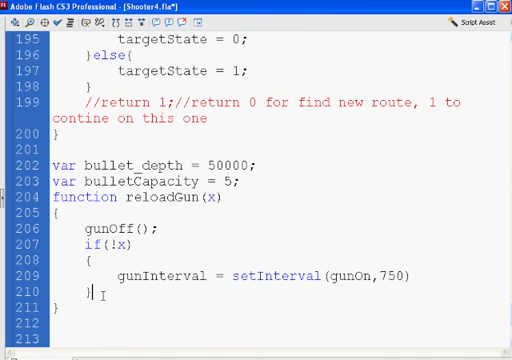 Adobe Flash CS3 Professional - [Shooter4.fla*]
Script Assist
195 targetState = 0;
196 }else{
197 targetState = 1;
198 }
199 //return 1;//return 0 for find new route, 1 to
contine on this one
200 }
201
202 var bullet_depth = 50000;
203 var bulletCapacity = 5;
204 function reloadGun(x)
205 {
206 gunOff();
207 if(!x)
208 {
209 gunInterval = setInterval(gunOn,750)
210 }
211 }
212
213